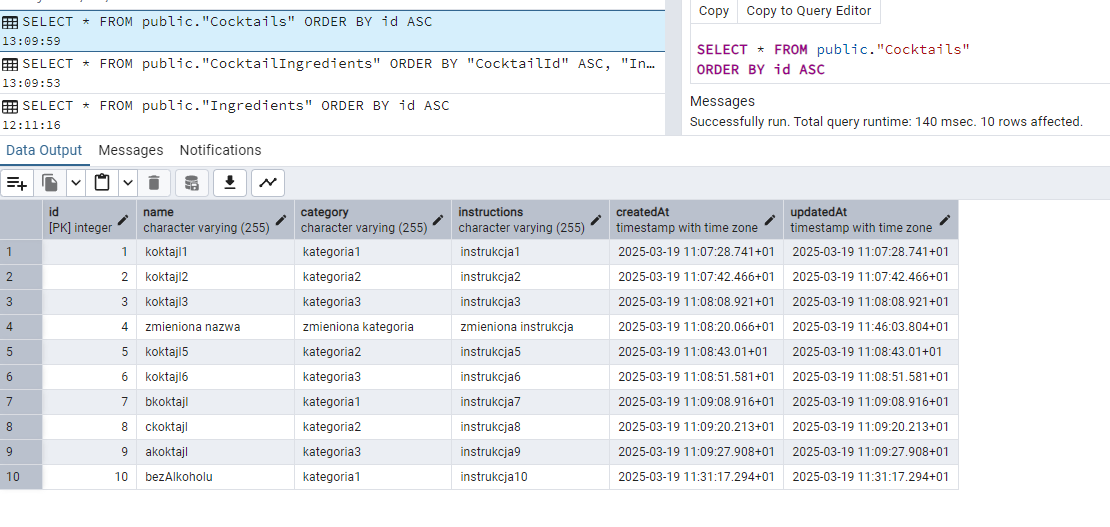 SELECT * FROM public."Cocktails" ORDER BY id ASC
13:09:59
SELECT * FROM public."CocktailIngredients" ORDER BY "CocktailId" ASC, "In...
13:09:53
SELECT * FROM public."Ingredients" ORDER BY id ASC
12:11:16
Copy Copy to Query Editor
SELECT * FROM public."Cocktails"
ORDER BY id ASC
Messages
Successfully run. Total query runtime: 140 msec. 10 rows affected.
Data Output Messages Notifications
id name category instructions createdAt updatedAt
[PK] integer character varying (255) character varying (255) character varying (255) timestamp with time zone timestamp with time zone
1 1 koktajl1 kategoria1 instrukcja1 2025-03-19 11:07:28.741+01 2025-03-19 11:07:28.741+01
2 2 koktajl2 kategoria2 instrukcja2 2025-03-19 11:07:42.466+01 2025-03-19 11:07:42.466+01
3 3 koktajl3 kategoria3 instrukcja3 2025-03-19 11:08:08.921+01 2025-03-19 11:08:08.921+01
4 4 zmieniona nazwa zmieniona kategoria zmieniona instrukcja 2025-03-19 11:08:20.066+01 2025-03-19 11:46:03.804+01
5 5 koktajl5 kategoria2 instrukcja5 2025-03-19 11:08:43.01+01 2025-03-19 11:08:43.01+01
6 6 koktajl6 kategoria3 instrukcja6 2025-03-19 11:08:51.581+01 2025-03-19 11:08:51.581+01
7 7 bkoktajl kategoria1 instrukcja7 2025-03-19 11:09:08.916+01 2025-03-19 11:09:08.916+01
8 8 ckoktajl kategoria2 instrukcja8 2025-03-19 11:09:20.213+01 2025-03-19 11:09:20.213+01
9 9 akoktajl kategoria3 instrukcja9 2025-03-19 11:09:27.908+01 2025-03-19 11:09:27.908+01
10 10 bezAlkoholu kategoria1 instrukcja10 2025-03-19 11:31:17.294+01 2025-03-19 11:31:17.294+01